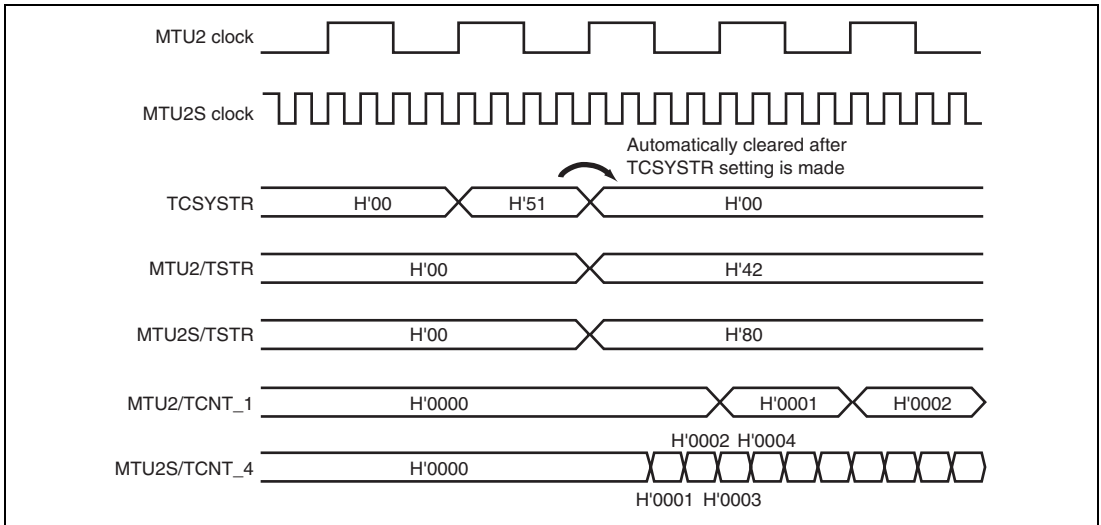 MTU2 clock
MTU2S clock
Automatically cleared after
TCSYSTR setting is made
TCSYSTR H'00 H'51 H'00
MTU2/TSTR H'00 H'42
MTU2S/TSTR H'00 H'80
MTU2/TCNT_1 H'0000 H'0001 H'0002
H'0002 H'0004
MTU2S/TCNT_4 H'0000
H'0001 H'0003